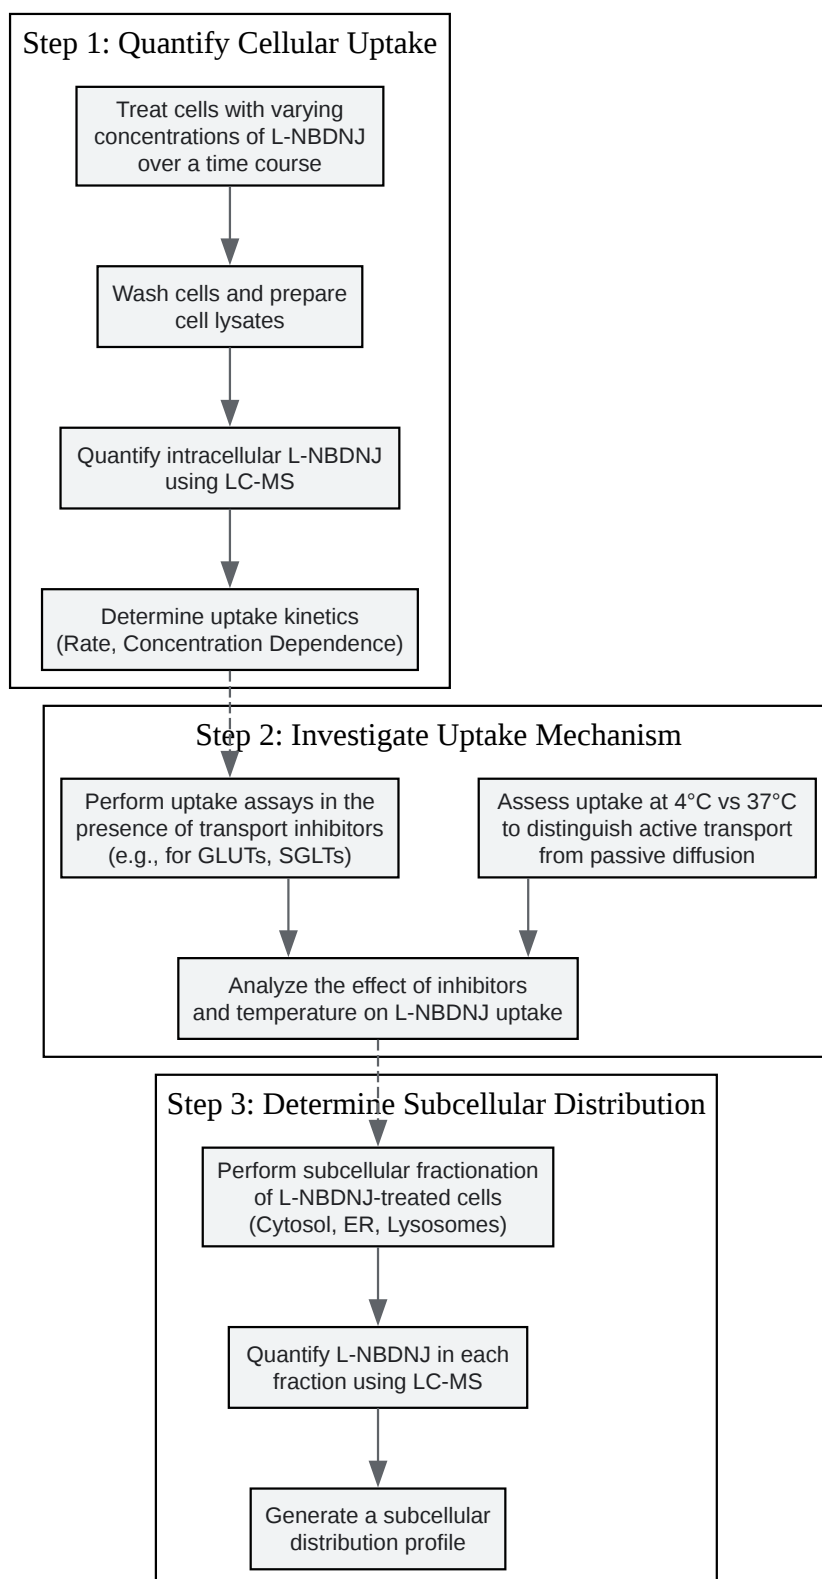 Step 1: Quantify Cellular Uptake
Treat cells with varying
concentrations of L-NBDNJ
over a time course
Wash cells and prepare
cell lysates
Quantify intracellular L-NBDNJ
using LC-MS
Determine uptake kinetics
(Rate, Concentration Dependence)
Step 2: Investigate Uptake Mechanism
Perform uptake assays in the
presence of transport inhibitors
(e.g., for GLUTs, SGLTs)
Assess uptake at 4°C vs 37°C
to distinguish active transport
from passive diffusion
Analyze the effect of inhibitors
and temperature on L-NBDNJ uptake
Step 3: Determine Subcellular Distribution
Perform subcellular fractionation
of L-NBDNJ-treated cells
(Cytosol, ER, Lysosomes)
Quantify L-NBDNJ in each
fraction using LC-MS
Generate a subcellular
distribution profile